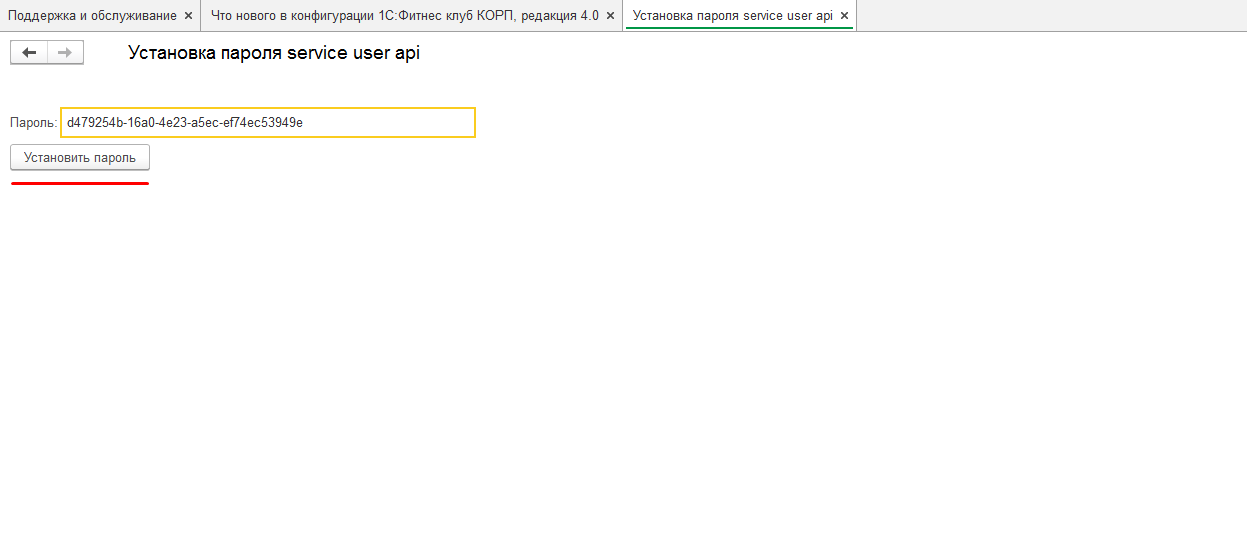 Поддержка и обслуживание × Что нового в конфигурации 1С:Фитнес клуб КОРП, редакция 4.0 × Установка пароля service user api ×
Установка пароля service user api
Пароль: d479254b-16a0-4e23-a5ec-ef74ec53949e
Установить пароль